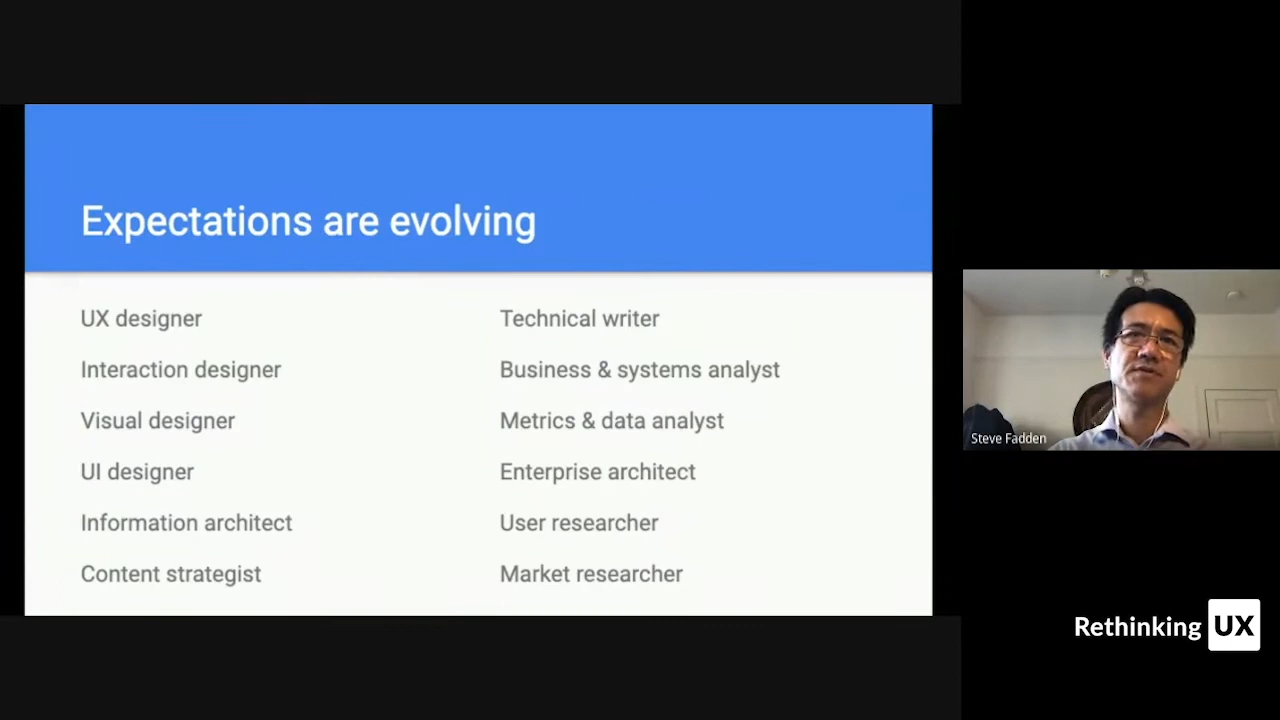 Expectations are evolving
UX designer
Interaction designer
Visual designer
UI designer
Information architect
Content strategist
Technical writer
Business & systems analyst
Metrics & data analyst
Enterprise architect
User researcher
Market researcher
Steve Fadden
Rethinking UX